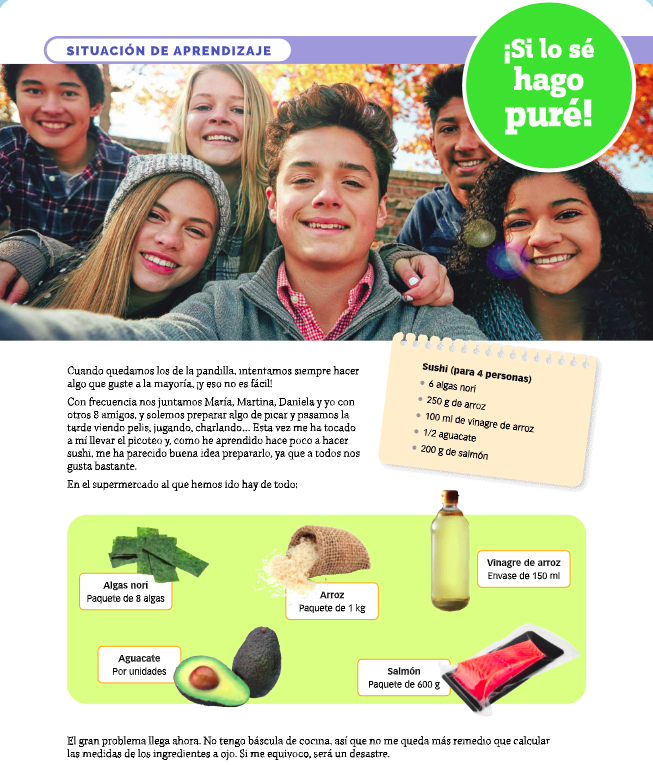 SITUACIÓN DE APRENDIZAJE
¡Si lo sé
hago
puré!
Cuando quedamos los de la pandilla, intentamos siempre hacer
algo que guste a la mayoría, ¡y eso no es fácil!
Con frecuencia nos juntamos María, Martina, Daniela y yo con
otros 8 amigos, y solemos preparar algo de picar y pasamos la
tarde viendo pelis, jugando, charlando... Esta vez me ha tocado
a mí llevar el picoteo y, como he aprendido hace poco a hacer
sushi, me ha parecido buena idea prepararlo, ya que a todos nos
gusta bastante.
En el supermercado al que hemos ido hay de todo:
Sushi (para 4 personas)
• 6 algas nori
• 250 g de arroz
• 100 ml de vinagre de arroz
• 1/2 aguacate
• 200 g de salmón
Algas nori
Paquete de 8 algas
Arroz
Paquete de 1 kg
Vinagre de arroz
Envase de 150 ml
Aguacate
Por unidades
Salmón
Paquete de 600 g
El gran problema llega ahora. No tengo báscula de cocina, así que no me queda más remedio que calcular
las medidas de los ingredientes a ojo. Si me equivoco, será un desastre.